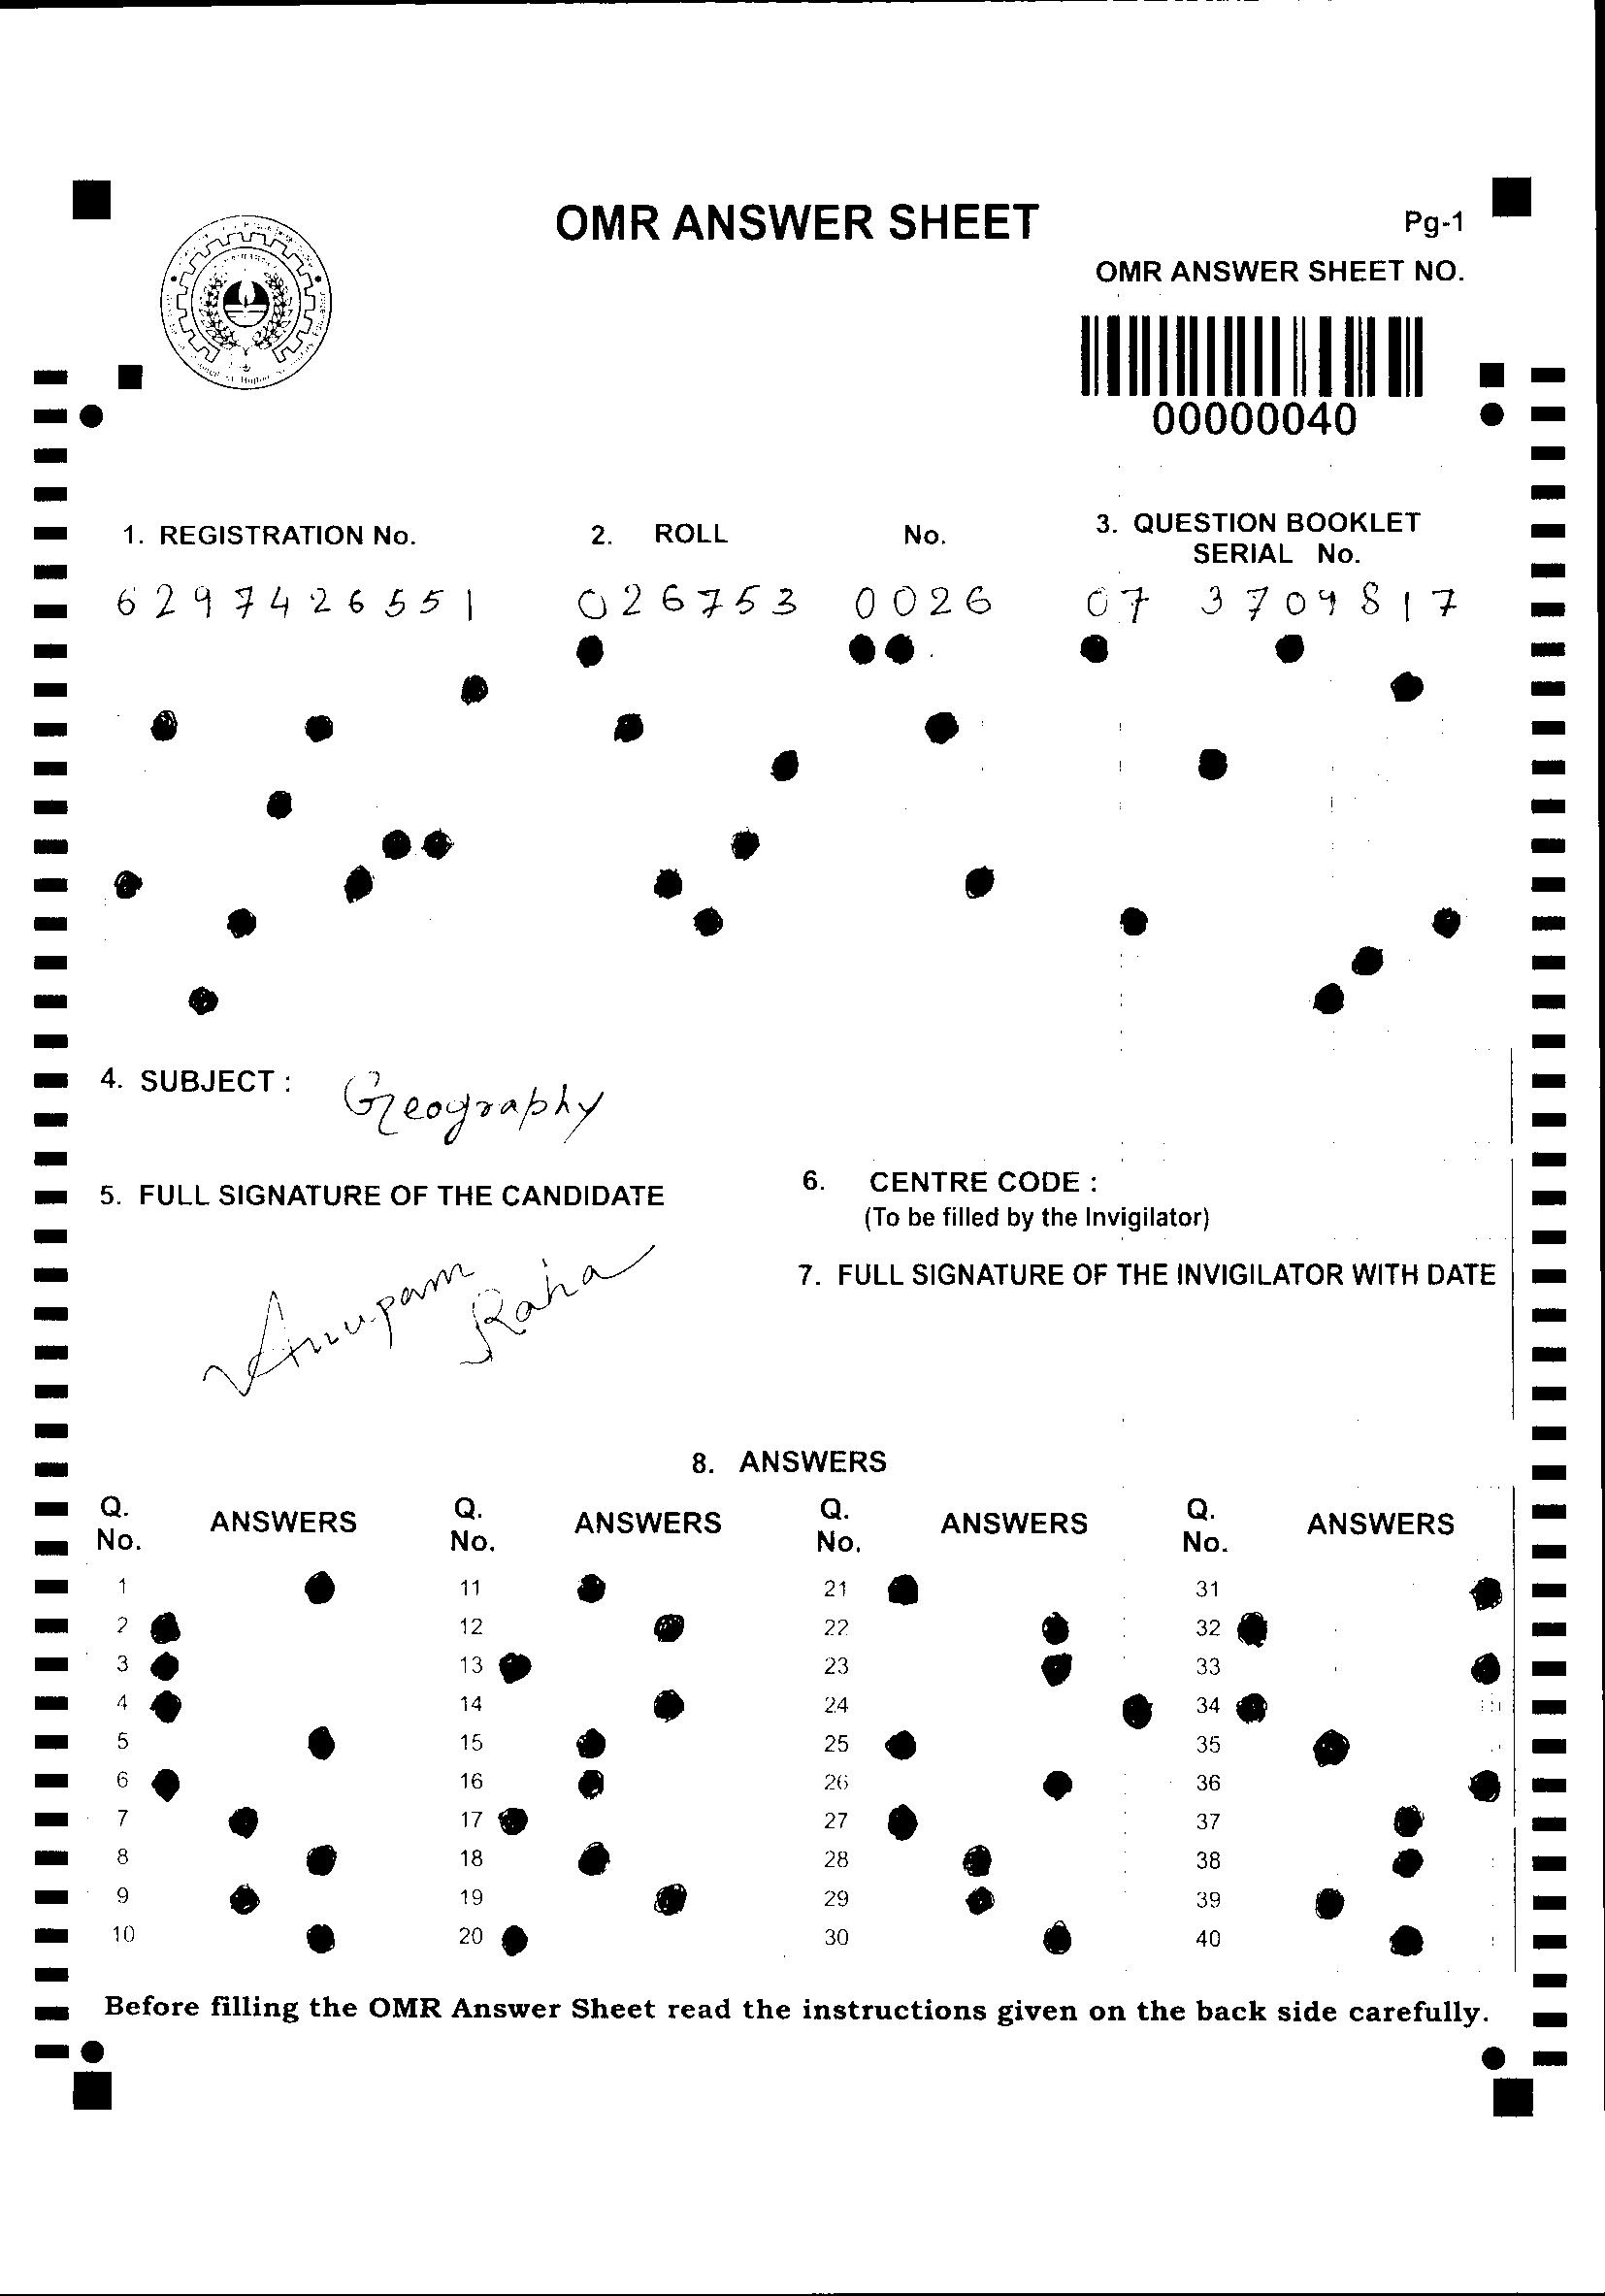 OMR ANSWER SHEET
Pg-1
OMR ANSWER SHEET NO.
00000040
1. REGISTRATION No.
2. ROLL No.
3. QUESTION BOOKLET
SERIAL No.
6297426551 026753 0026 07 3709817
4. SUBJECT : Geography
5. FULL SIGNATURE OF THE CANDIDATE
6. CENTRE CODE :
(To be filled by the Invigilator)
7. FULL SIGNATURE OF THE INVIGILATOR WITH DATE
Anupam Raha
8. ANSWERS
Q. No. ANSWERS Q. No. ANSWERS Q. No. ANSWERS Q. No. ANSWERS
1 11 21 31
2 12 22 32
3 13 23 33
4 14 24 34
5 15 25 35
6 16 26 36
7 17 27 37
8 18 28 38
9 19 29 39
10 20 30 40
Before filling the OMR Answer Sheet read the instructions given on the back side carefully.